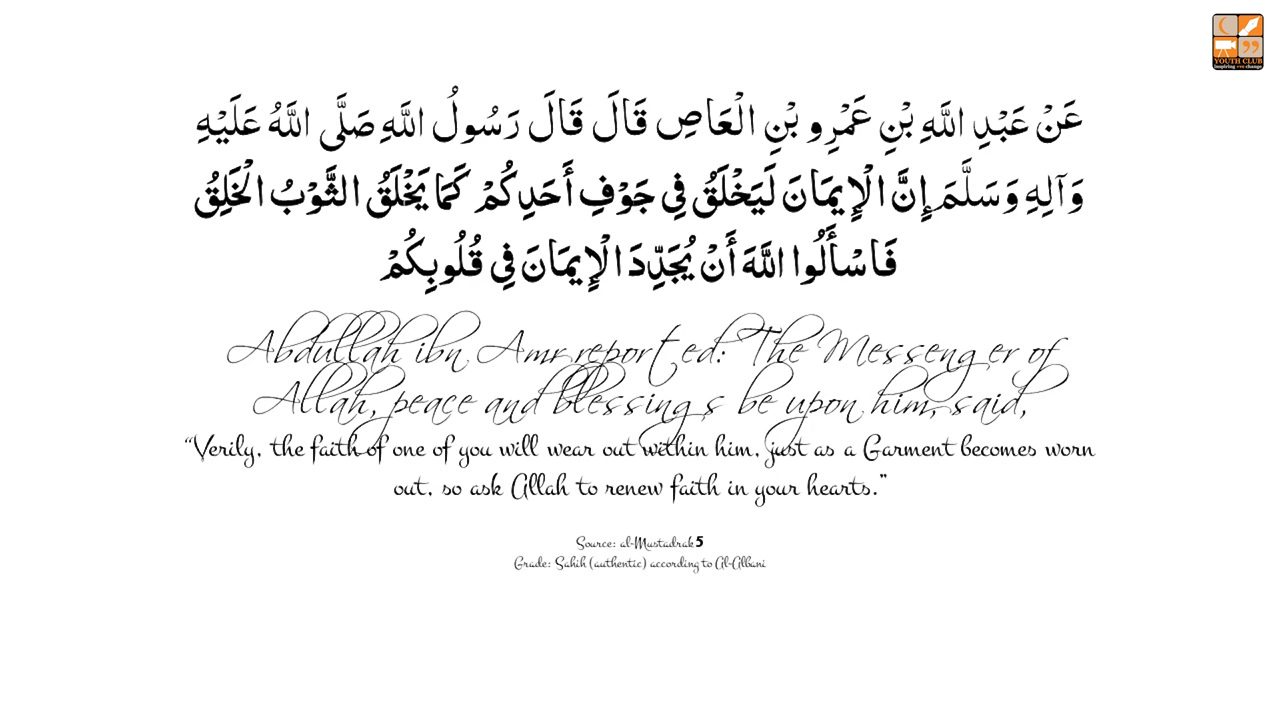 YOUTH CLUB
Inspiring +ve change
عَنْ عَبْدِ اللَّهِ بْنِ عَمْرِو بْنِ الْعَاصِ قَالَ قَالَ رَسُولُ اللَّهِ صَلَّى اللَّهُ عَلَيْهِ
وَآلِهِ وَسَلَّمَ إِنَّ الْإِيمَانَ لَيَخْلَقُ فِي جَوْفِ أَحَدِكُمْ كَمَا يَخْلَقُ الثَّوْبُ الْخَلِقُ
فَاسْأَلُوا اللَّهَ أَنْ يُجَدِّدَ الْإِيمَانَ فِي قُلُوبِكُمْ
Abdullah ibn Amr reported: The Messenger of
Allah, peace and blessings be upon him, said,
“Verily, the faith of one of you will wear out within him, just as a Garment becomes worn
out, so ask Allah to renew faith in your hearts.”
Source: al-Mustadrak 5
Grade: Sahih (authentic) according to Al-Albani